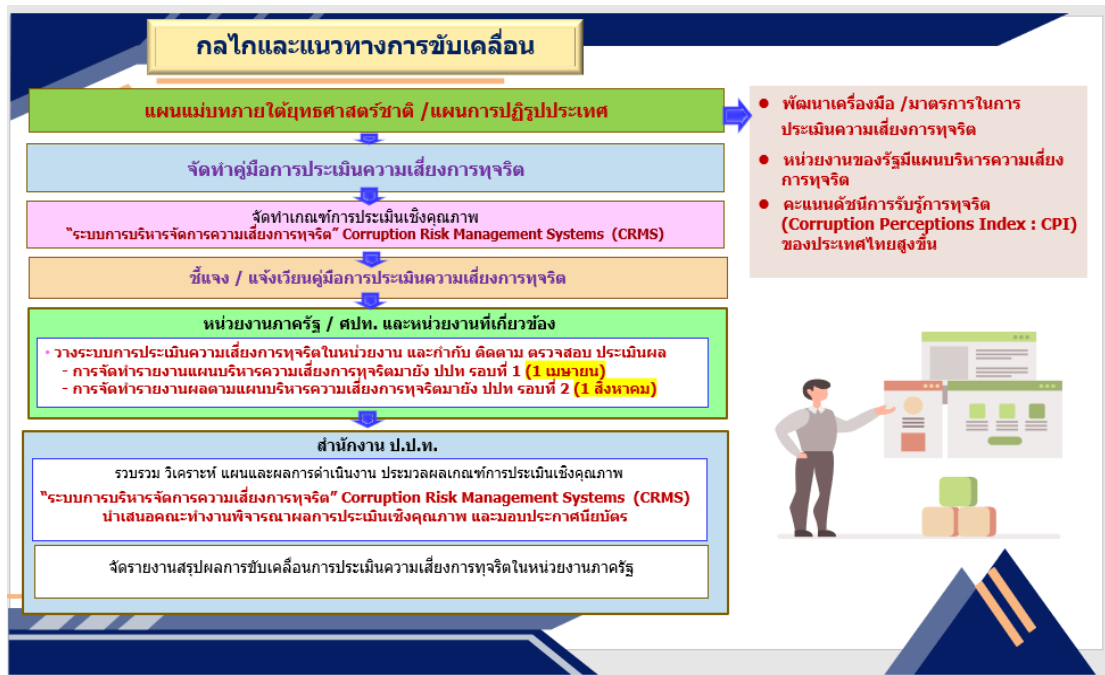 กลไกและแนวทางการขับเคลื่อน
แผนแม่บทภายใต้ยุทธศาสตร์ชาติ /แผนการปฏิรูปประเทศ
จัดทำคู่มือการประเมินความเสี่ยงการทุจริต
จัดทำเกณฑ์การประเมินเชิงคุณภาพ
“ระบบการบริหารจัดการความเสี่ยงการทุจริต” Corruption Risk Management Systems (CRMS)
ชี้แจง / แจ้งเวียนคู่มือการประเมินความเสี่ยงการทุจริต
หน่วยงานภาครัฐ / ศปท. และหน่วยงานที่เกี่ยวข้อง
• วางระบบการประเมินความเสี่ยงการทุจริตในหน่วยงาน และกำกับ ติดตาม ตรวจสอบ ประเมินผล
- การจัดทำรายงานแผนบริหารความเสี่ยงการทุจริตมายัง ปปท รอบที่ 1 (1 เมษายน)
- การจัดทำรายงานผลตามแผนบริหารความเสี่ยงการทุจริตมายัง ปปท รอบที่ 2 (1 สิงหาคม)
สำนักงาน ป.ป.ท.
รวบรวม วิเคราะห์ แผนและผลการดำเนินงาน ประมวลผลเกณฑ์การประเมินเชิงคุณภาพ
“ระบบการบริหารจัดการความเสี่ยงการทุจริต” Corruption Risk Management Systems (CRMS)
นำเสนอคณะทำงานพิจารณาผลการประเมินเชิงคุณภาพ และมอบประกาศนียบัตร
จัดรายงานสรุปผลการขับเคลื่อนการประเมินความเสี่ยงการทุจริตในหน่วยงานภาครัฐ
● พัฒนาเครื่องมือ /มาตรการในการ
ประเมินความเสี่ยงการทุจริต
● หน่วยงานของรัฐมีแผนบริหารความเสี่ยง
การทุจริต
● คะแนนดัชนีการรับรู้การทุจริต
(Corruption Perceptions Index : CPI)
ของประเทศไทยสูงขึ้น